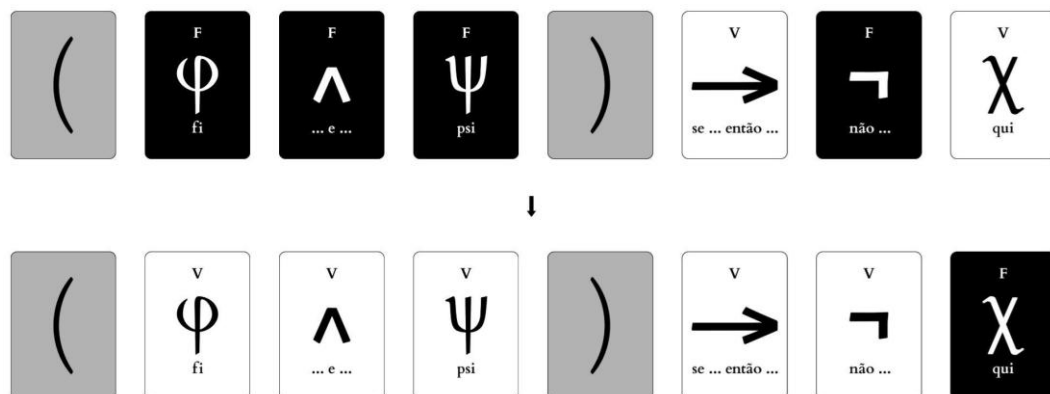 F F F V F V
( φ ∧ ψ ) → ¬ χ
fi ... e ... psi se ... então ... não ... qui
⬇
V V V V V F
( φ ∧ ψ ) → ¬ χ
fi ... e ... psi se ... então ... não ... qui